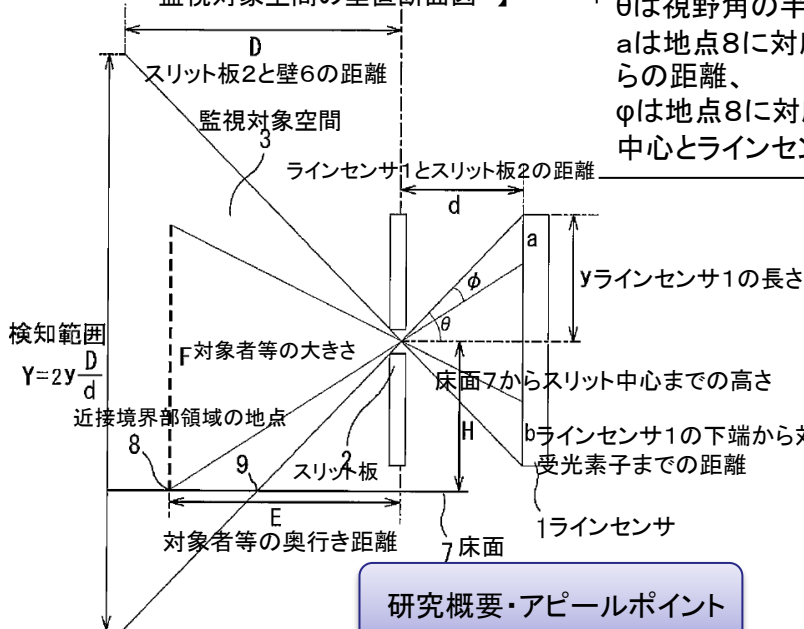 監視対象空間の垂直断面図 】
θは視野角の半
D
aは地点8に対応
スリット板2と壁6の距離
らの距離、
監視対象空間
φは地点8に対応
3
中心とラインセン
ラインセンサ1とスリット板2の距離
d
a
φ
yラインセンサ1の長さ
θ
検知範囲
F対象者等の大きさ
Y=2y D/d
床面7からスリット中心までの高さ
近接境界部領域の地点
H
8
9
2
bラインセンサ1の下端から対
スリット板
受光素子までの距離
E
1ラインセンサ
対象者等の奥行き距離
7床面
研究概要・アピールポイント